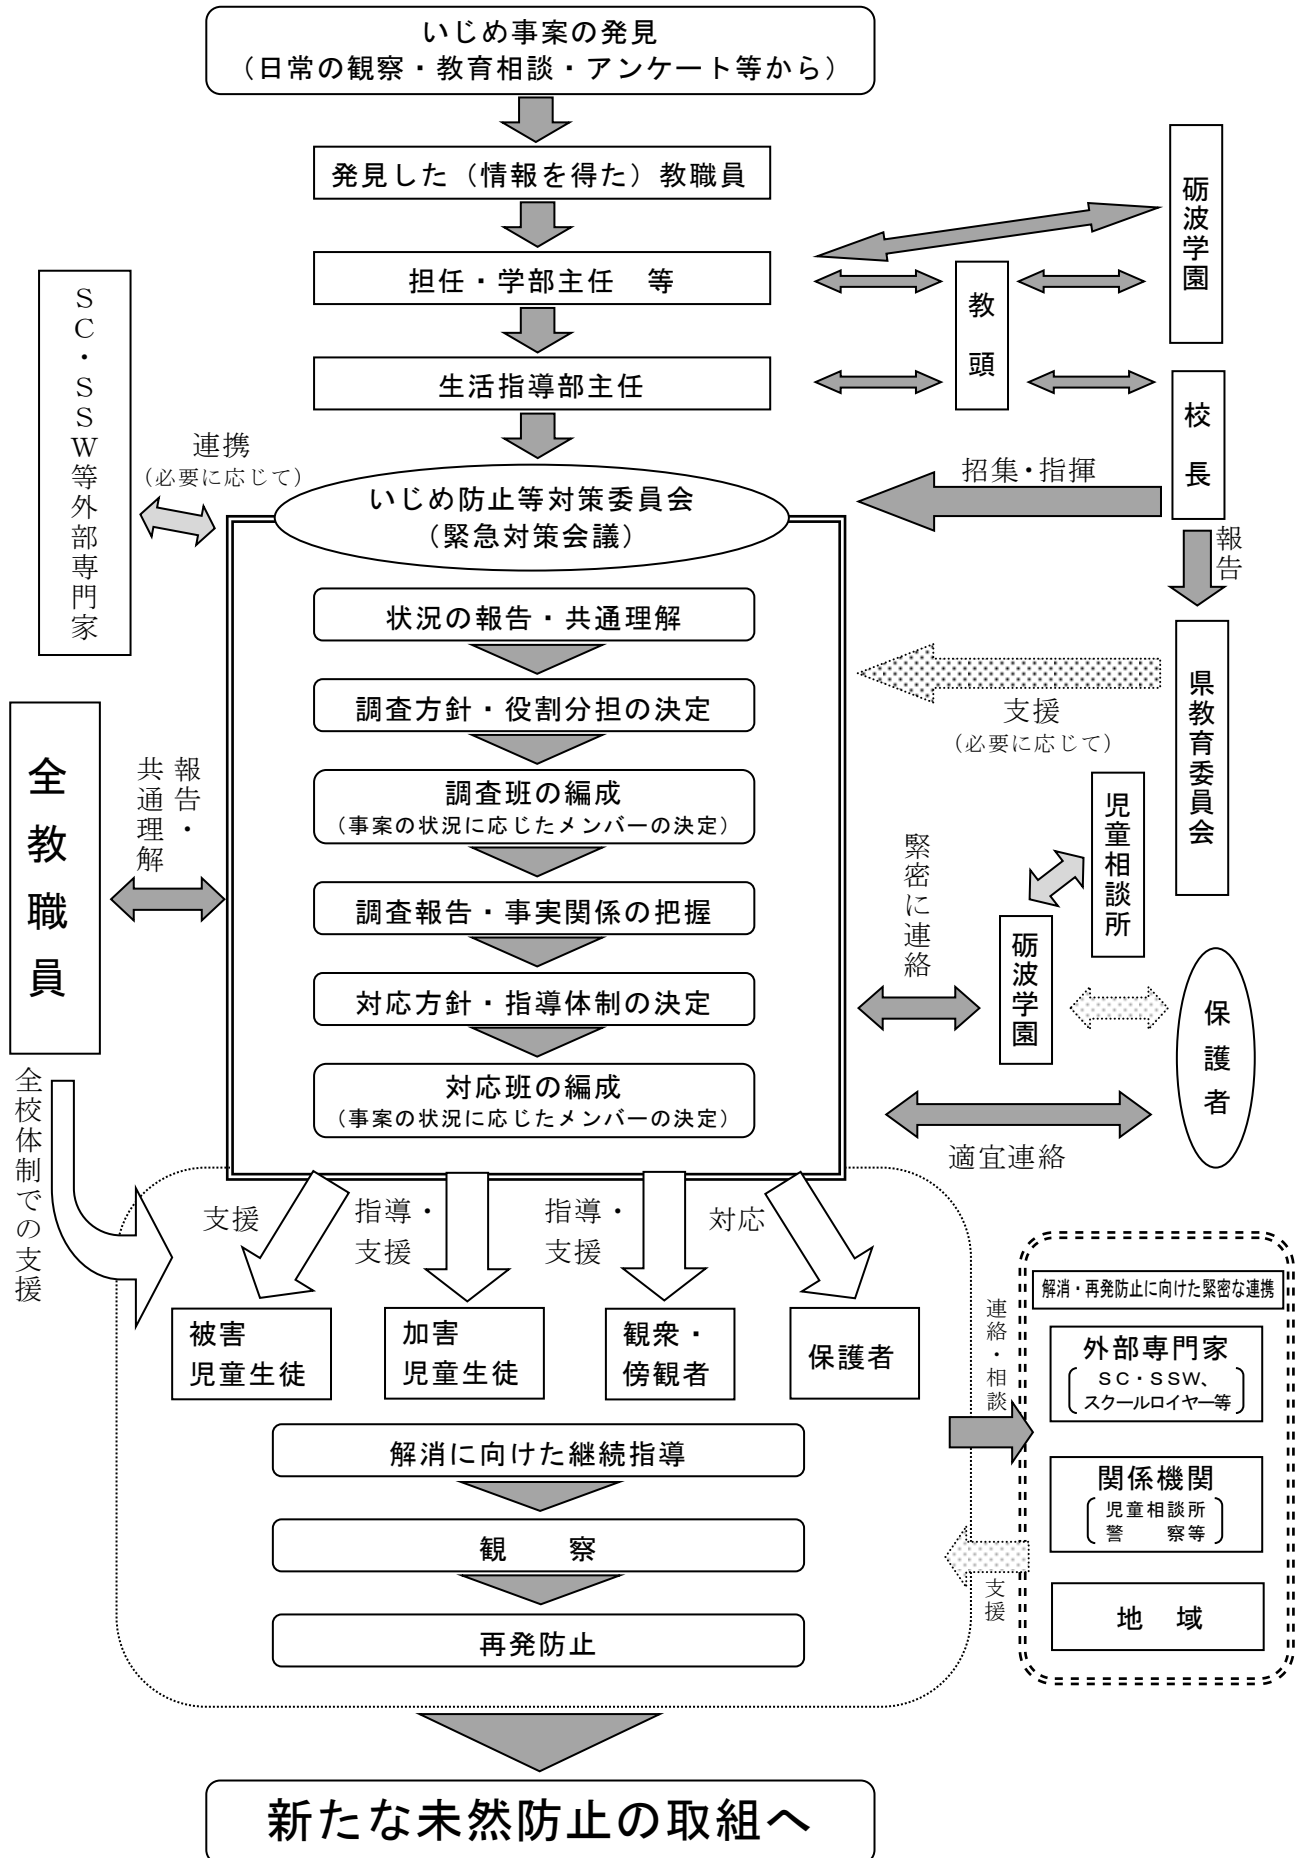 いじめ事案の発見
（日常の観察・教育相談・アンケート等から）
発見した（情報を得た）教職員
担任・学部主任　等
生活指導部主任
砺波学園
教頭
校長
招集・指揮
報告
SC・SSW等外部専門家
連携
（必要に応じて）
いじめ防止等対策委員会
（緊急対策会議）
状況の報告・共通理解
調査方針・役割分担の決定
調査班の編成
（事案の状況に応じたメンバーの決定）
調査報告・事実関係の把握
対応方針・指導体制の決定
対応班の編成
（事案の状況に応じたメンバーの決定）
県教育委員会
支援
（必要に応じて）
児童相談所
緊密に連絡
砺波学園
保護者
適宜連絡
全教職員
報告・
共通理解
全校体制での支援
支援
指導・
支援
指導・
支援
対応
被害
児童生徒
加害
児童生徒
観衆・
傍観者
保護者
解消に向けた継続指導
観　　察
再発防止
連絡・相談
支援
解消・再発防止に向けた緊密な連携
外部専門家
SC・SSW、
スクールロイヤー等
関係機関
児童相談所
警　　察等
地　域
新たな未然防止の取組へ